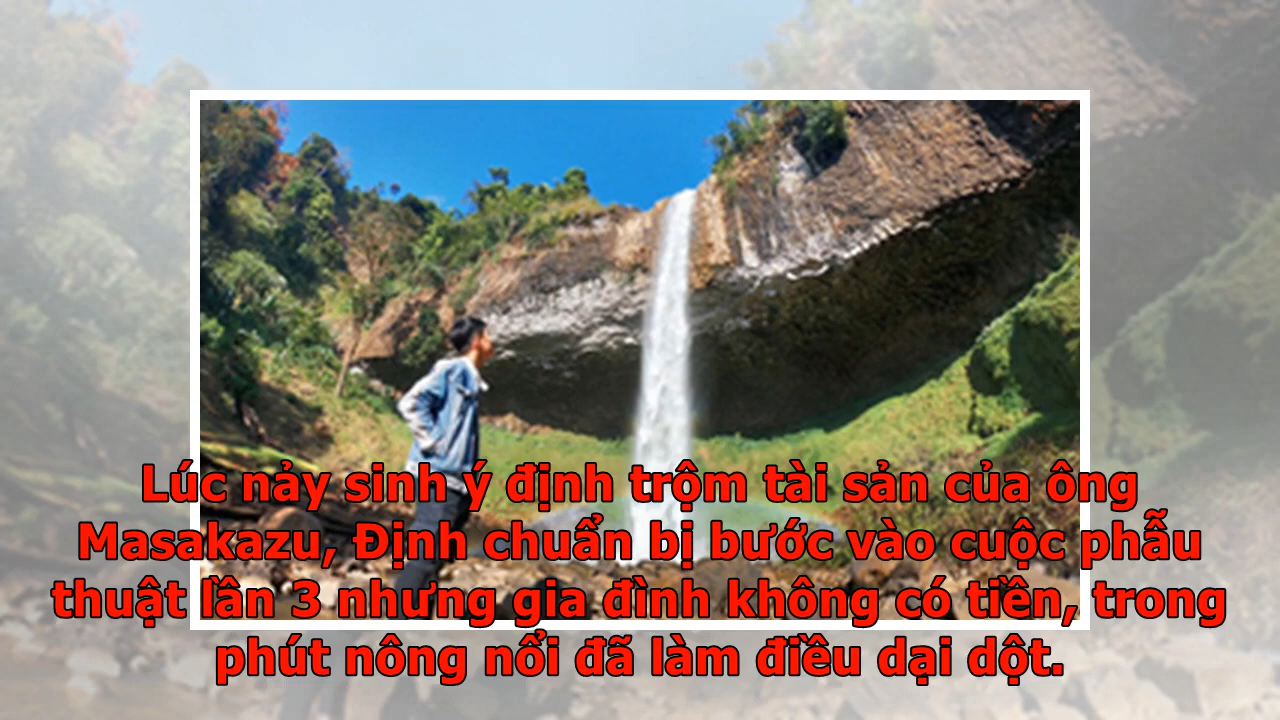 Lúc nảy sinh ý định trộm tài sản của ông
Masakazu, Định chuẩn bị bước vào cuộc phẫu
thuật lần 3 nhưng gia đình không có tiền, trong
phút nông nổi đã làm điều dại dột.